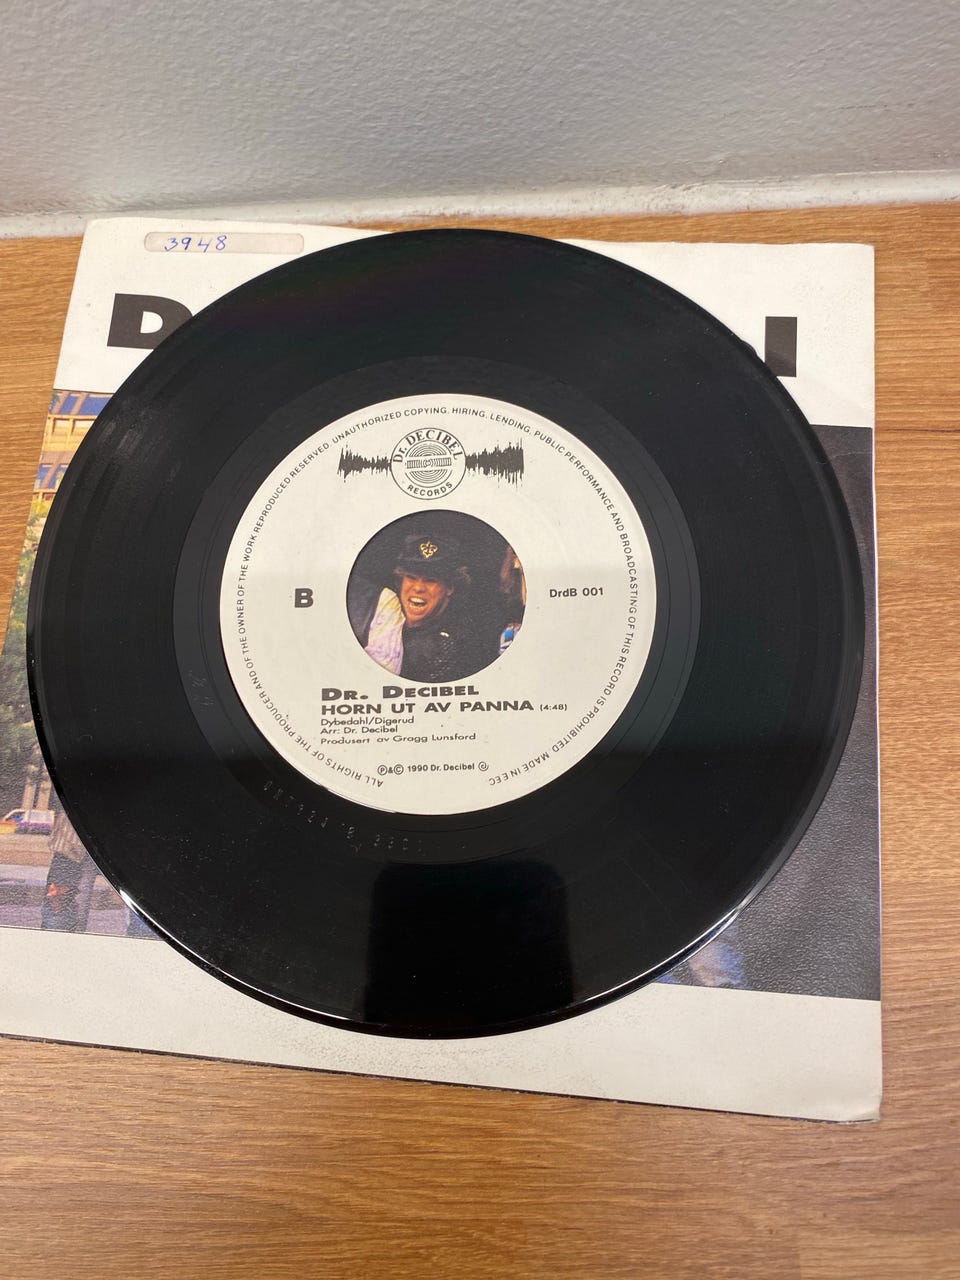 3948
D
Dr. DECIBEL
RECORDS
ALL RIGHTS OF THE PRODUCER AND OF THE OWNER OF THE WORK REPRODUCED RESERVED. UNAUTHORIZED COPYING, HIRING, LENDING, PUBLIC PERFORMANCE AND BROADCASTING OF THIS RECORD IS PROHIBITED MADE IN EEC
B
DrdB 001
DR. DECIBEL
HORN UT AV PANNA (4:48)
Dybedahl/Digerud
Arr: Dr. Decibel
Produsert av Gragg Lunsford
℗&© 1990 Dr. Decibel